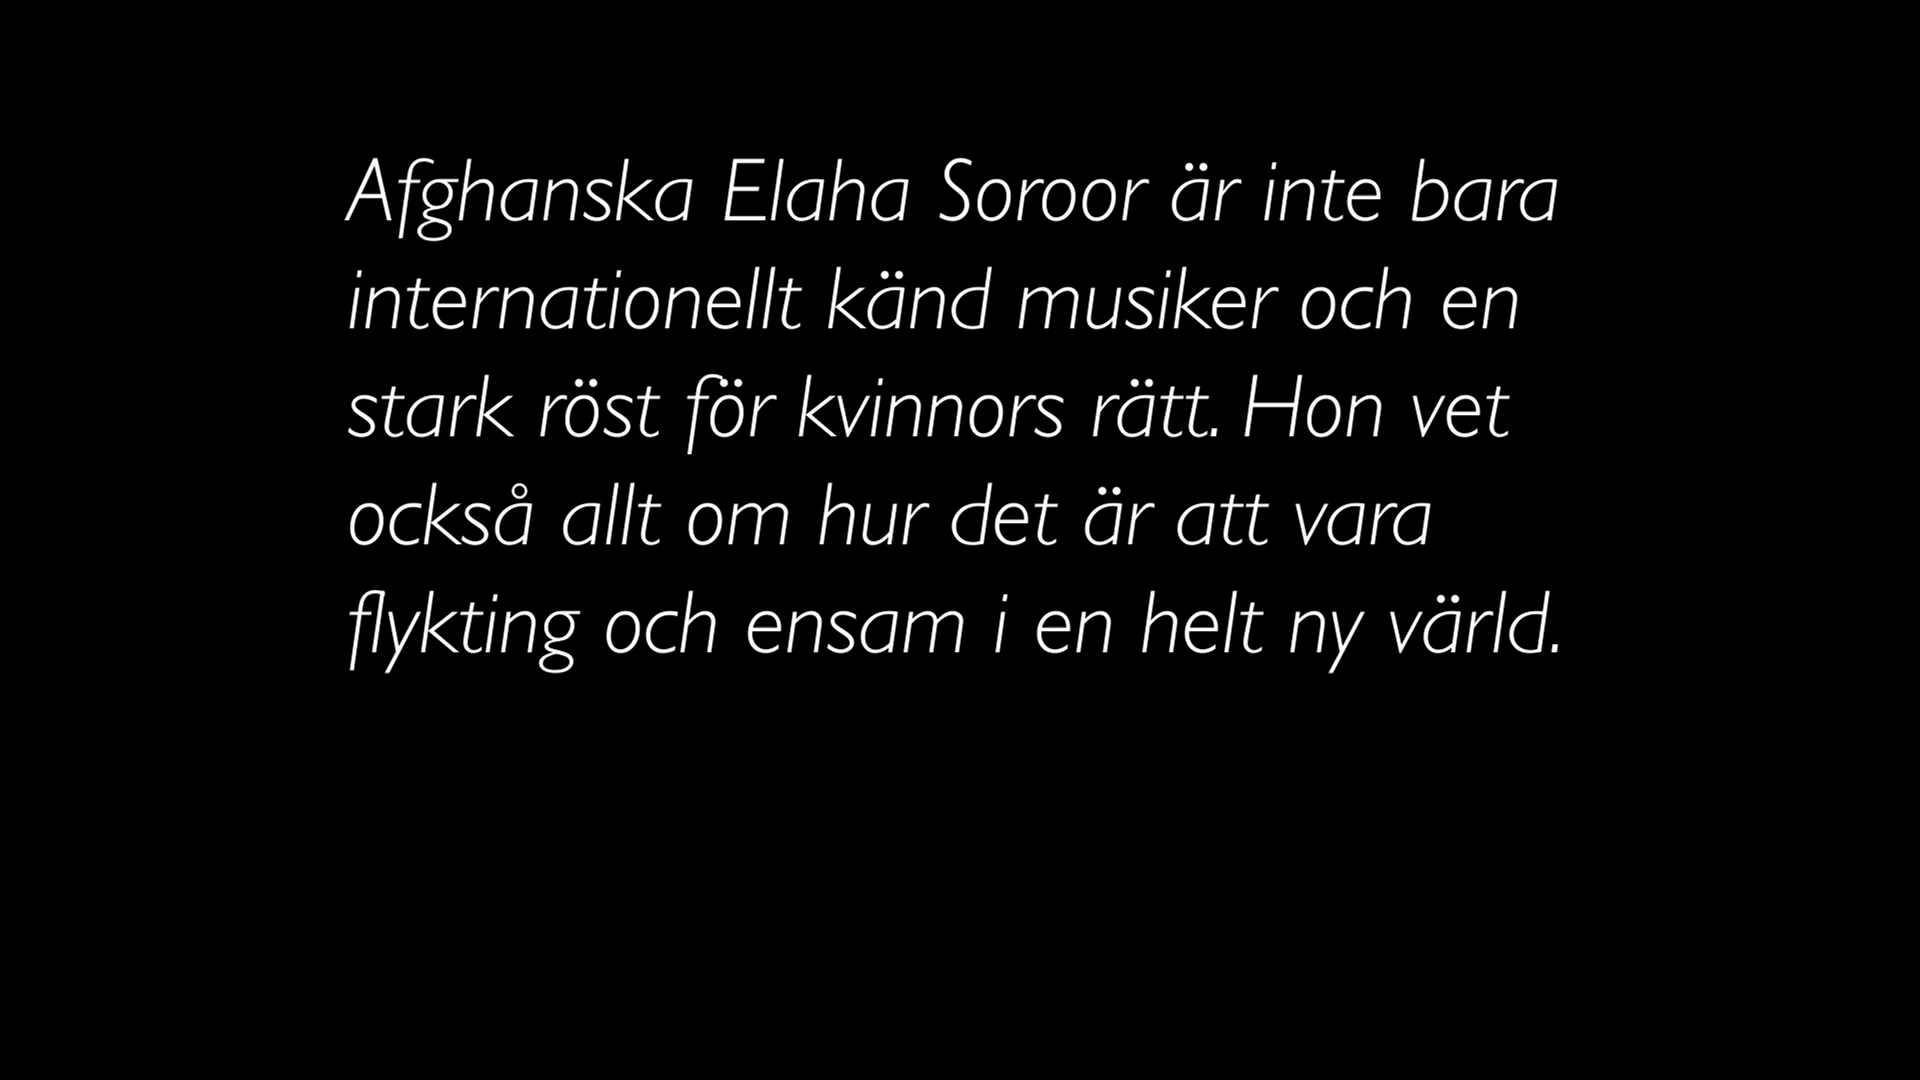 Afghanska Elaha Soroor är inte bara
internationellt känd musiker och en
stark röst för kvinnors rätt. Hon vet
också allt om hur det är att vara
flykting och ensam i en helt ny värld.